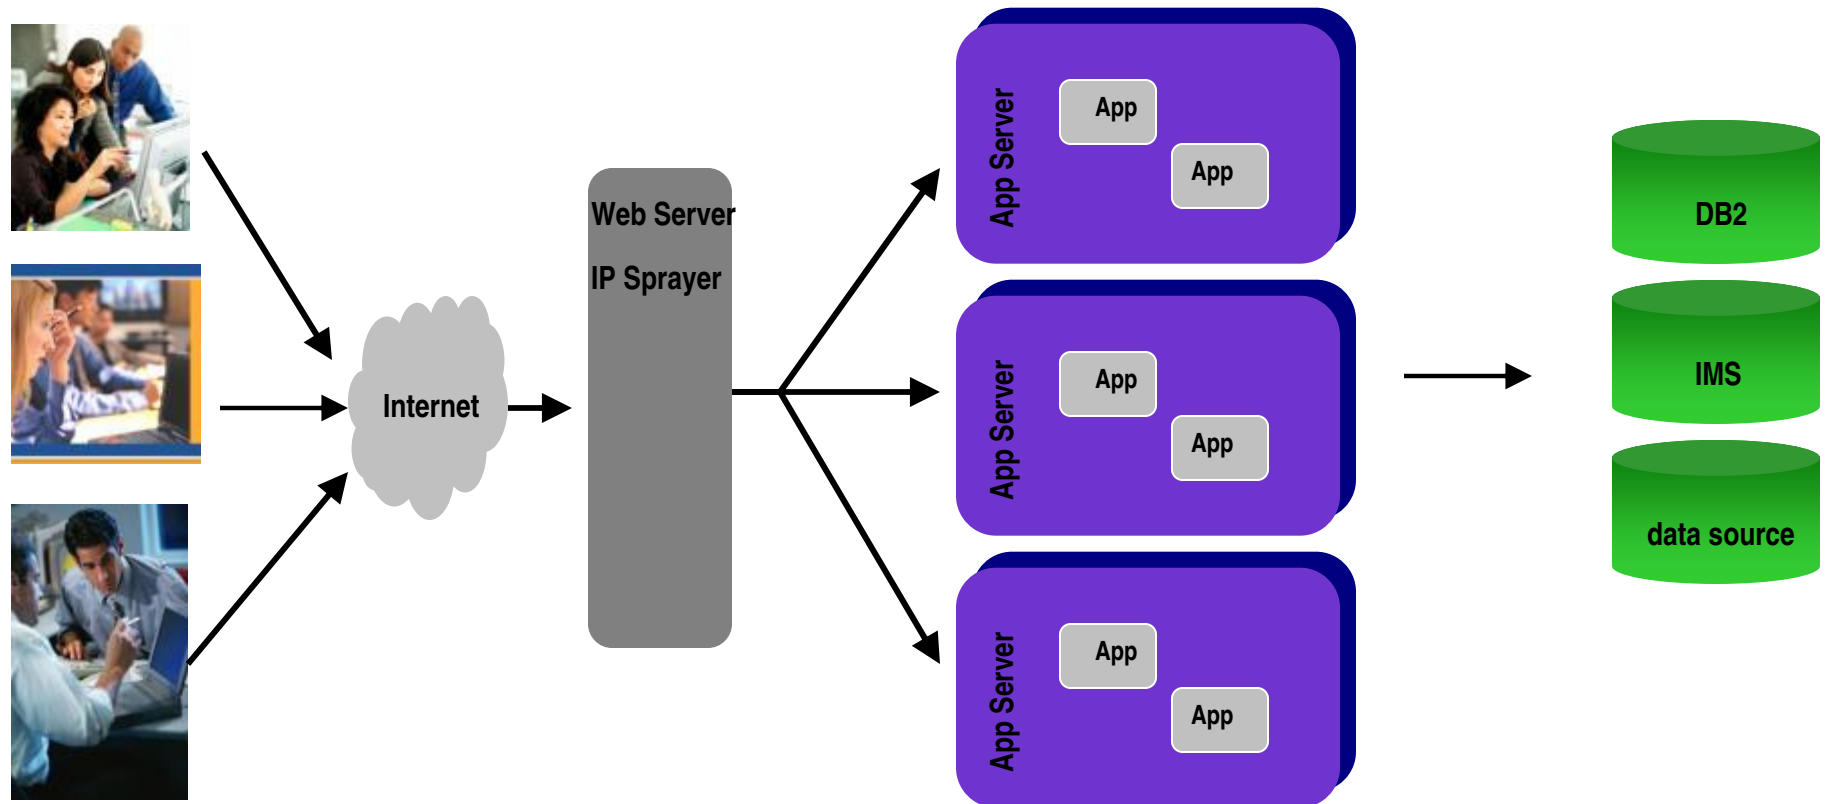 Internet
Web Server
IP Sprayer
App Server
App
App
App Server
App
App
App Server
App
App
DB2
IMS
data source